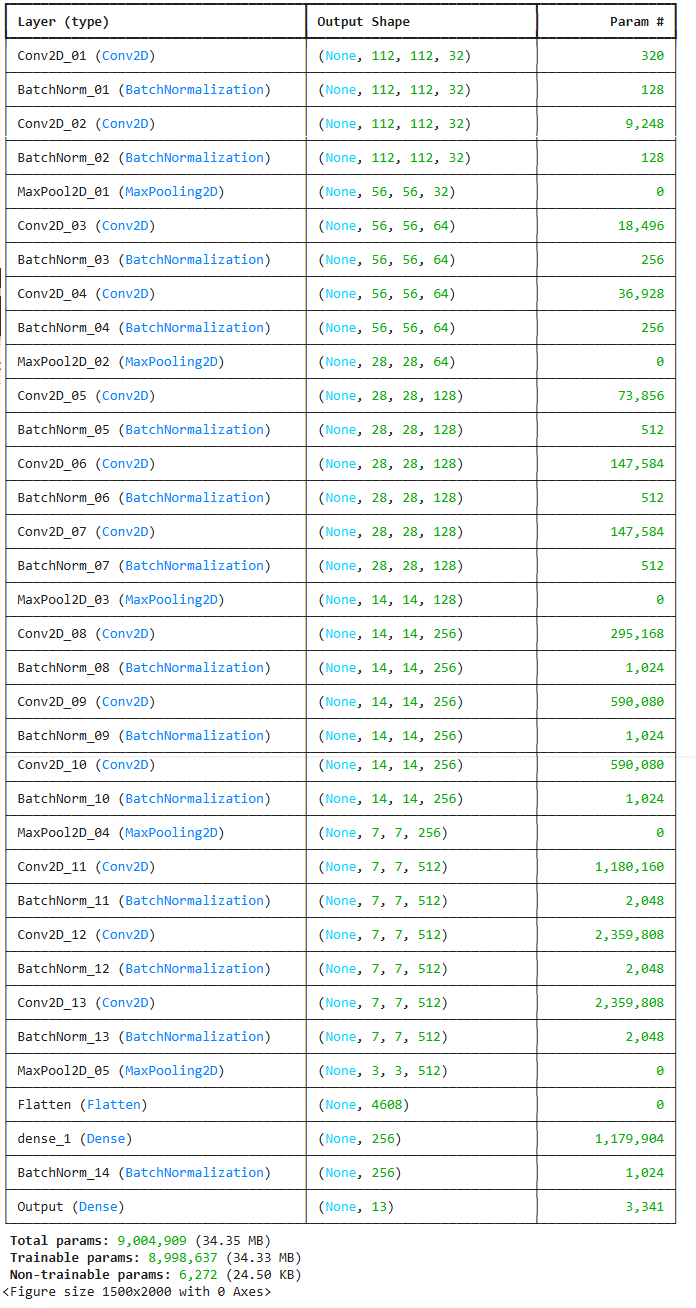 Layer (type) Output Shape Param #
Conv2D_01 (Conv2D) (None, 112, 112, 32) 320
BatchNorm_01 (BatchNormalization) (None, 112, 112, 32) 128
Conv2D_02 (Conv2D) (None, 112, 112, 32) 9,248
BatchNorm_02 (BatchNormalization) (None, 112, 112, 32) 128
MaxPool2D_01 (MaxPooling2D) (None, 56, 56, 32) 0
Conv2D_03 (Conv2D) (None, 56, 56, 64) 18,496
BatchNorm_03 (BatchNormalization) (None, 56, 56, 64) 256
Conv2D_04 (Conv2D) (None, 56, 56, 64) 36,928
BatchNorm_04 (BatchNormalization) (None, 56, 56, 64) 256
MaxPool2D_02 (MaxPooling2D) (None, 28, 28, 64) 0
Conv2D_05 (Conv2D) (None, 28, 28, 128) 73,856
BatchNorm_05 (BatchNormalization) (None, 28, 28, 128) 512
Conv2D_06 (Conv2D) (None, 28, 28, 128) 147,584
BatchNorm_06 (BatchNormalization) (None, 28, 28, 128) 512
Conv2D_07 (Conv2D) (None, 28, 28, 128) 147,584
BatchNorm_07 (BatchNormalization) (None, 28, 28, 128) 512
MaxPool2D_03 (MaxPooling2D) (None, 14, 14, 128) 0
Conv2D_08 (Conv2D) (None, 14, 14, 256) 295,168
BatchNorm_08 (BatchNormalization) (None, 14, 14, 256) 1,024
Conv2D_09 (Conv2D) (None, 14, 14, 256) 590,080
BatchNorm_09 (BatchNormalization) (None, 14, 14, 256) 1,024
Conv2D_10 (Conv2D) (None, 14, 14, 256) 590,080
BatchNorm_10 (BatchNormalization) (None, 14, 14, 256) 1,024
MaxPool2D_04 (MaxPooling2D) (None, 7, 7, 256) 0
Conv2D_11 (Conv2D) (None, 7, 7, 512) 1,180,160
BatchNorm_11 (BatchNormalization) (None, 7, 7, 512) 2,048
Conv2D_12 (Conv2D) (None, 7, 7, 512) 2,359,808
BatchNorm_12 (BatchNormalization) (None, 7, 7, 512) 2,048
Conv2D_13 (Conv2D) (None, 7, 7, 512) 2,359,808
BatchNorm_13 (BatchNormalization) (None, 7, 7, 512) 2,048
MaxPool2D_05 (MaxPooling2D) (None, 3, 3, 512) 0
Flatten (Flatten) (None, 4608) 0
dense_1 (Dense) (None, 256) 1,179,904
BatchNorm_14 (BatchNormalization) (None, 256) 1,024
Output (Dense) (None, 13) 3,341
Total params: 9,004,909 (34.35 MB)
Trainable params: 8,998,637 (34.33 MB)
Non-trainable params: 6,272 (24.50 KB)
<Figure size 1500x2000 with 0 Axes>